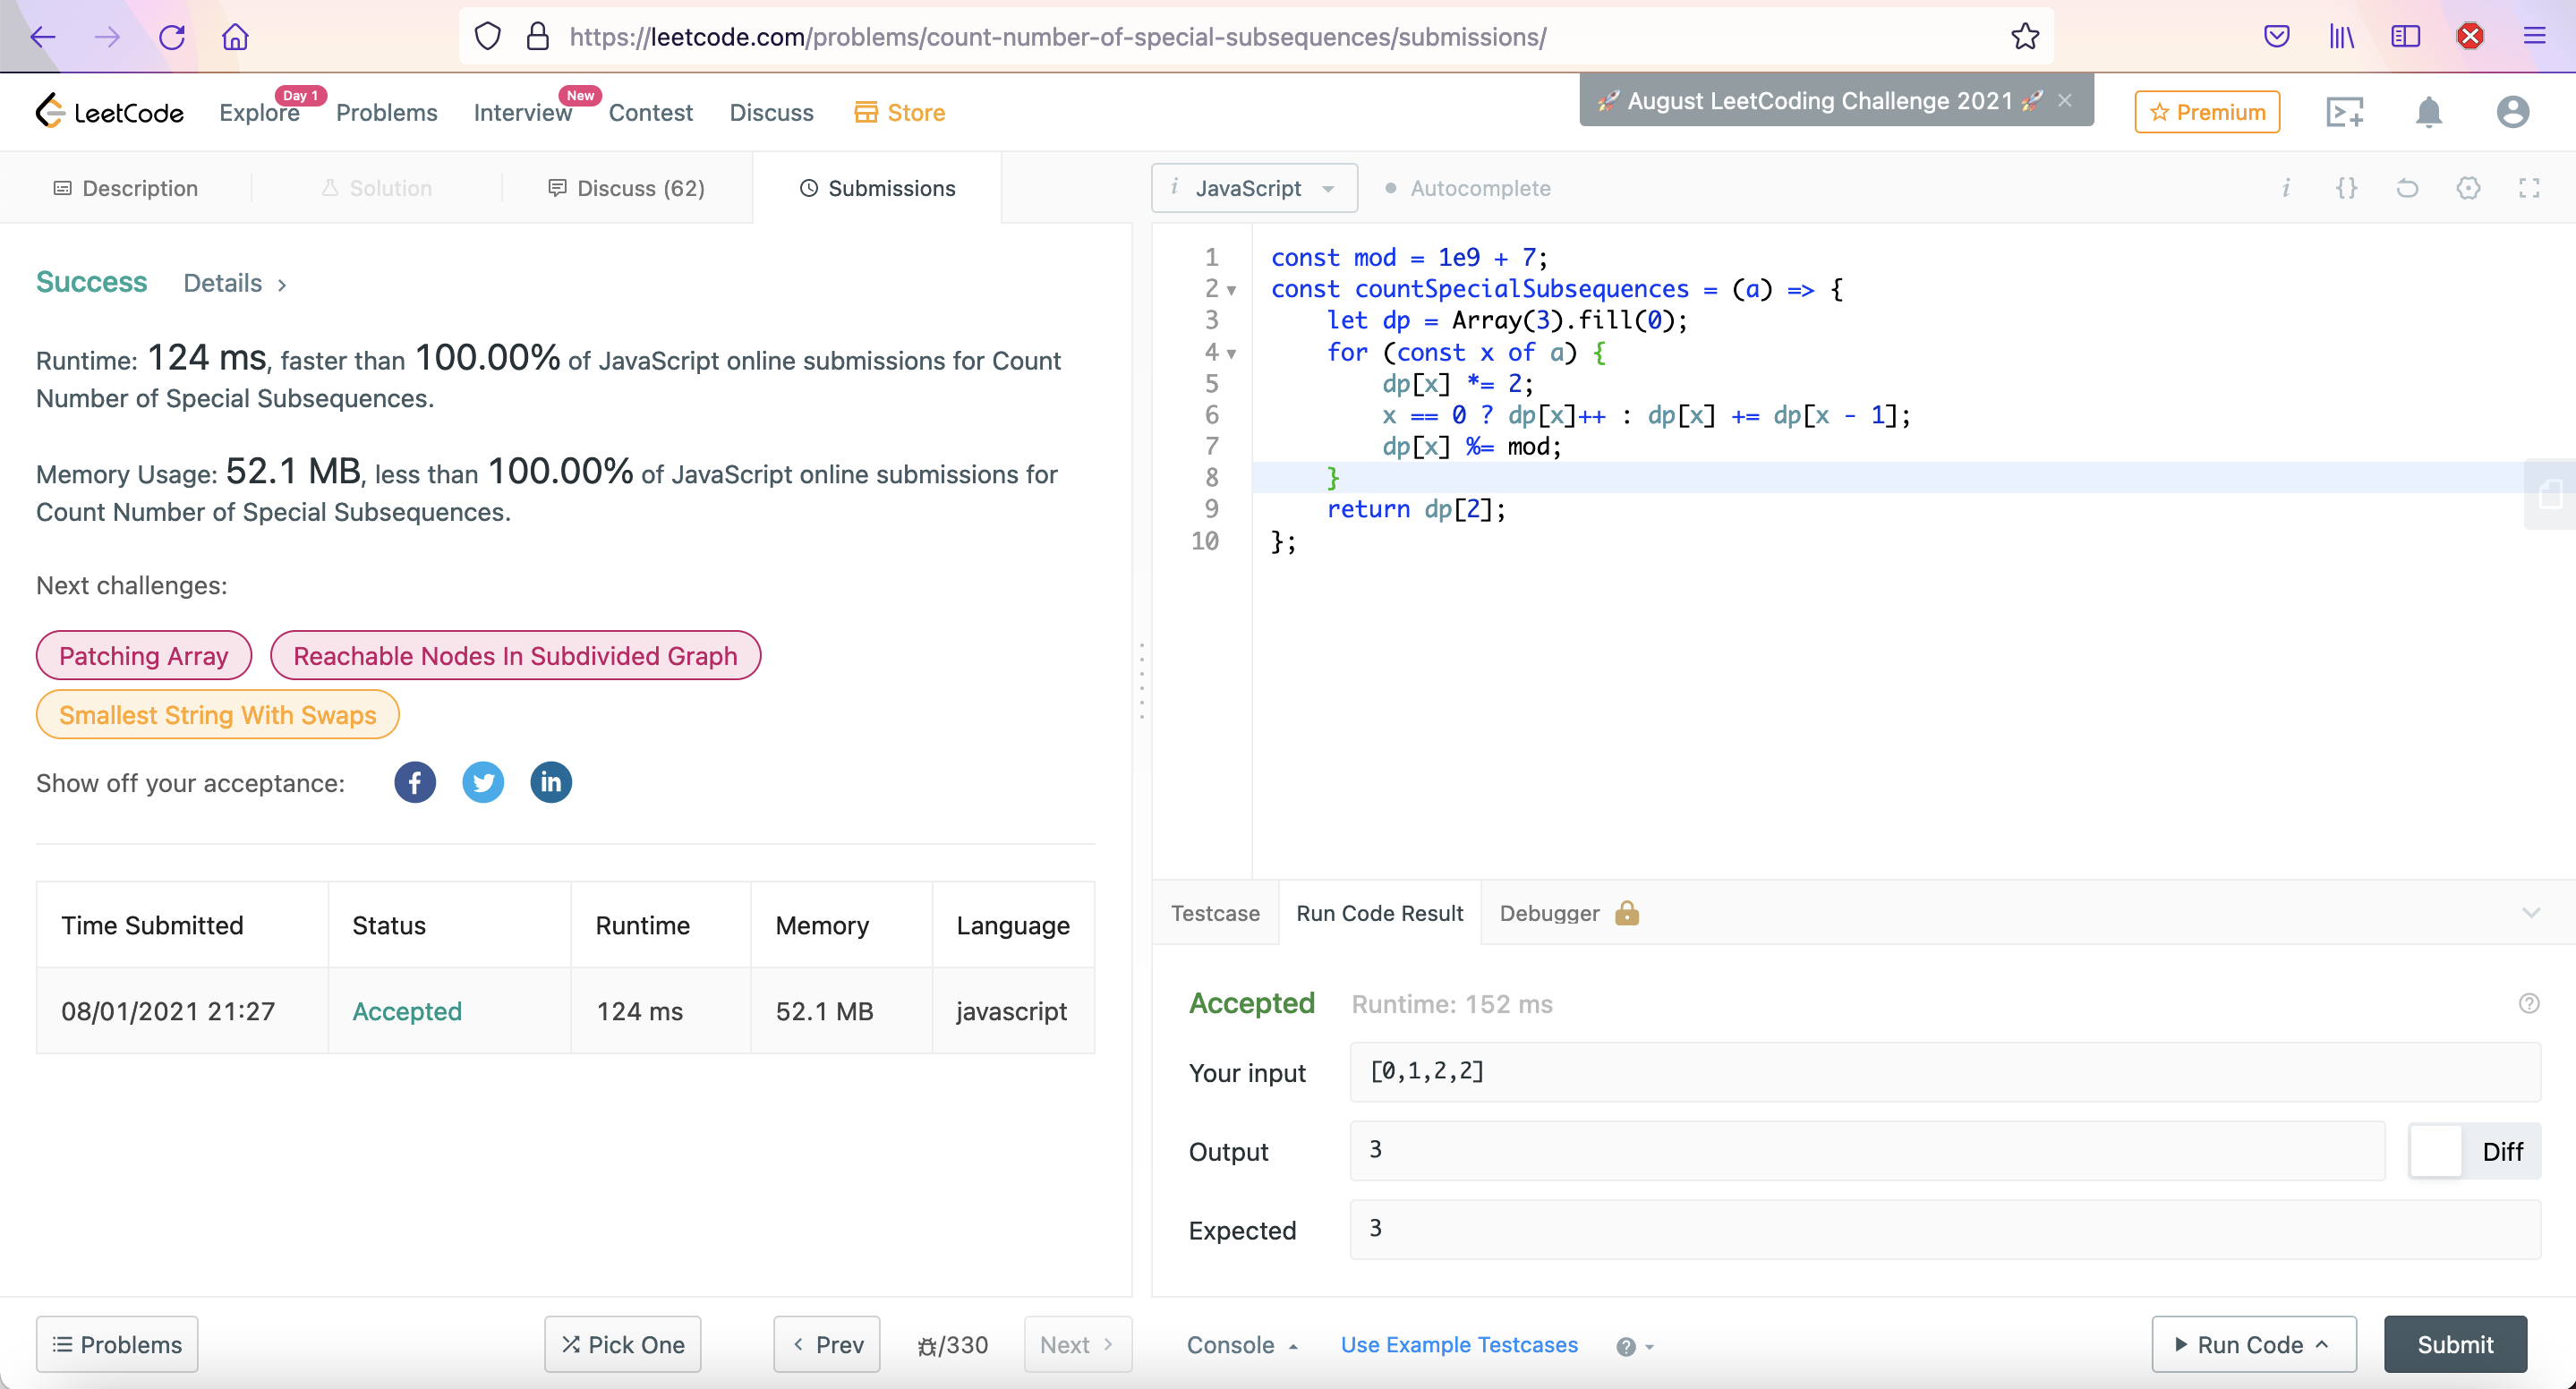 https://leetcode.com/problems/count-number-of-special-subsequences/submissions/
LeetCode Explore Day 1 Problems Interview New Contest Discuss Store 🚀 August LeetCoding Challenge 2021 🚀 × Premium
Description Solution Discuss (62) Submissions
Success Details >
Runtime: 124 ms, faster than 100.00% of JavaScript online submissions for Count
Number of Special Subsequences.
Memory Usage: 52.1 MB, less than 100.00% of JavaScript online submissions for
Count Number of Special Subsequences.
Next challenges:
Patching Array Reachable Nodes In Subdivided Graph
Smallest String With Swaps
Show off your acceptance: f in
Time Submitted Status Runtime Memory Language
08/01/2021 21:27 Accepted 124 ms 52.1 MB javascript
Problems Pick One < Prev /330 Next >
i JavaScript Autocomplete i {}
1 const mod = 1e9 + 7;
2 const countSpecialSubsequences = (a) => {
3 let dp = Array(3).fill(0);
4 for (const x of a) {
5 dp[x] *= 2;
6 x == 0 ? dp[x]++ : dp[x] += dp[x - 1];
7 dp[x] %= mod;
8 }
9 return dp[2];
10 };
Testcase Run Code Result Debugger
Accepted Runtime: 152 ms ?
Your input [0,1,2,2]
Output 3 Diff
Expected 3
Console Use Example Testcases ? Run Code Submit